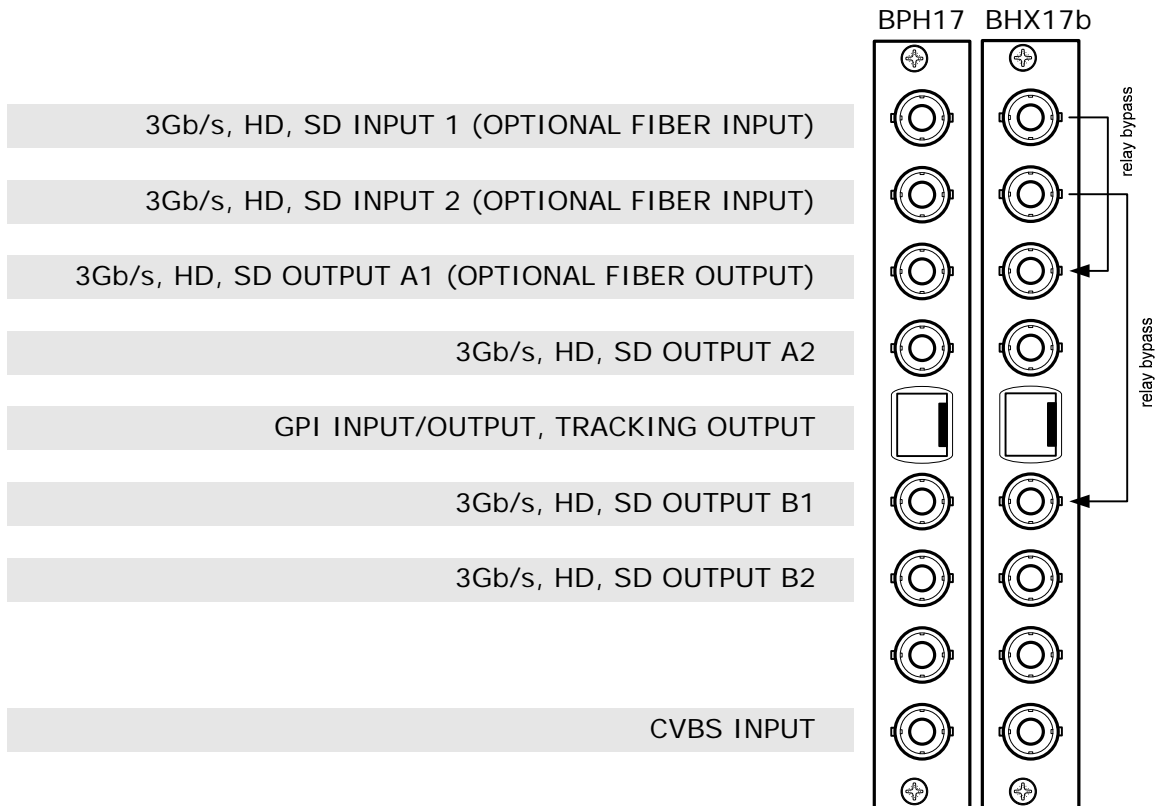 BPH17 BHX17b
3Gb/s, HD, SD INPUT 1 (OPTIONAL FIBER INPUT)
relay bypass
3Gb/s, HD, SD INPUT 2 (OPTIONAL FIBER INPUT)
3Gb/s, HD, SD OUTPUT A1 (OPTIONAL FIBER OUTPUT)
3Gb/s, HD, SD OUTPUT A2
relay bypass
GPI INPUT/OUTPUT, TRACKING OUTPUT
3Gb/s, HD, SD OUTPUT B1
3Gb/s, HD, SD OUTPUT B2
CVBS INPUT